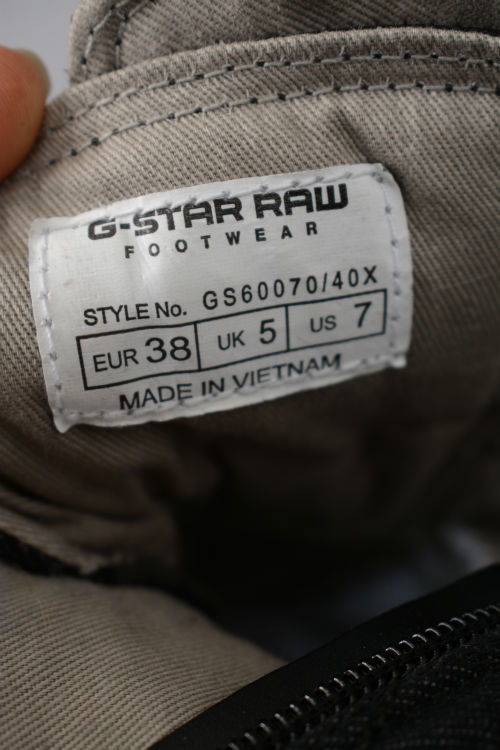 G-STAR RAW
FOOTWEAR
STYLE No. GS60070/40X
EUR 38 UK 5 US 7
MADE IN VIETNAM